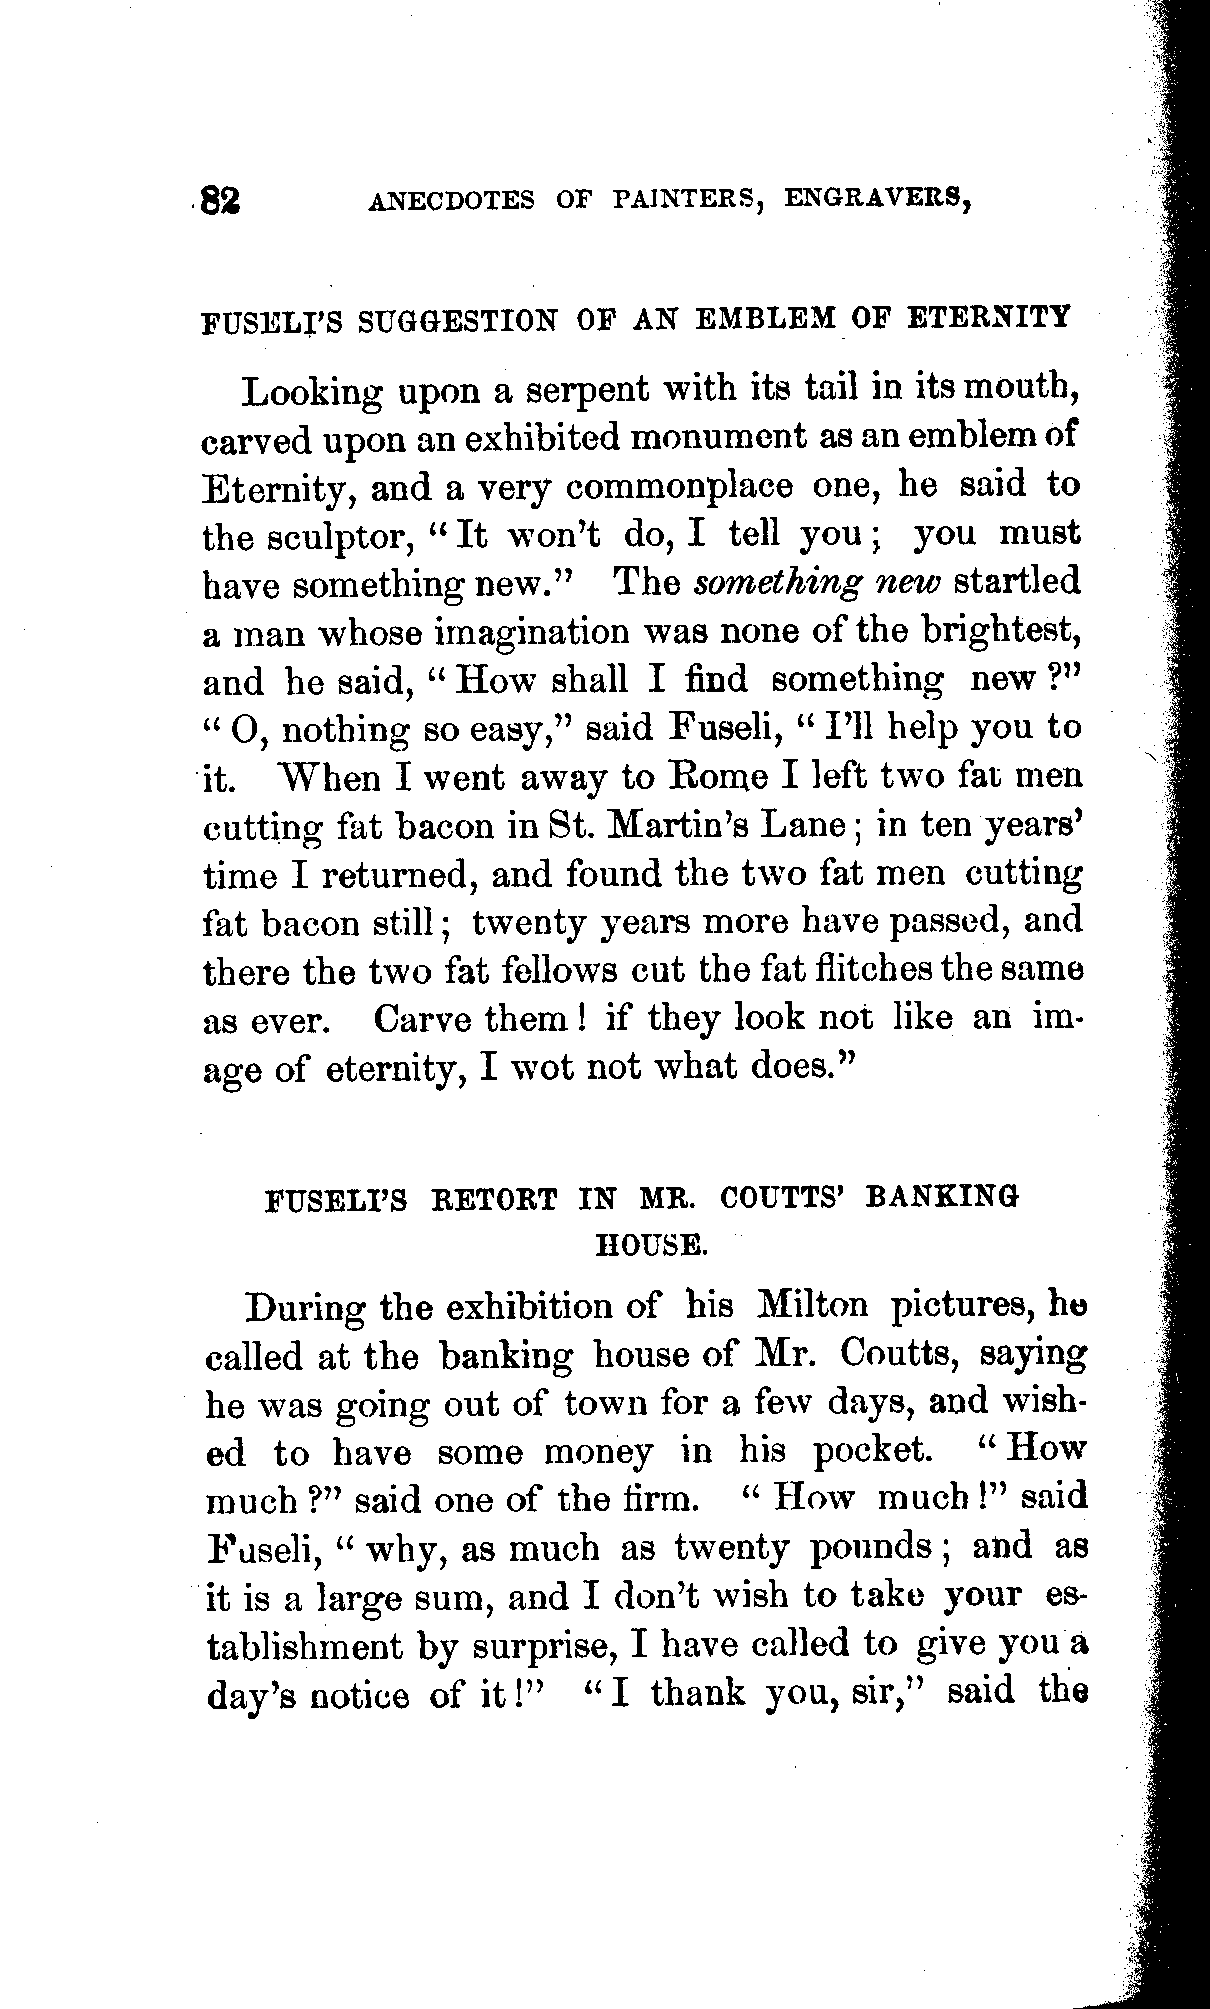 82 ANECDOTES OF PAINTERS, ENGRAVERS,
FUSELI'S SUGGESTION OF AN EMBLEM OF ETERNITY
Looking upon a serpent with its tail in its mouth,
carved upon an exhibited monument as an emblem of
Eternity, and a very commonplace one, he said to
the sculptor, "It won't do, I tell you; you must
have something new." The something new startled
a man whose imagination was none of the brightest,
and he said, "How shall I find something new?"
"O, nothing so easy," said Fuseli, "I'll help you to
it. When I went away to Rome I left two fat men
cutting fat bacon in St. Martin's Lane; in ten years'
time I returned, and found the two fat men cutting
fat bacon still; twenty years more have passed, and
there the two fat fellows cut the fat flitches the same
as ever. Carve them! if they look not like an im-
age of eternity, I wot not what does."
FUSELI'S RETORT IN MR. COUTTS' BANKING
HOUSE.
During the exhibition of his Milton pictures, he
called at the banking house of Mr. Coutts, saying
he was going out of town for a few days, and wish-
ed to have some money in his pocket. "How
much?" said one of the firm. "How much!" said
Fuseli, "why, as much as twenty pounds; and as
it is a large sum, and I don't wish to take your es-
tablishment by surprise, I have called to give you a
day's notice of it!" "I thank you, sir," said the